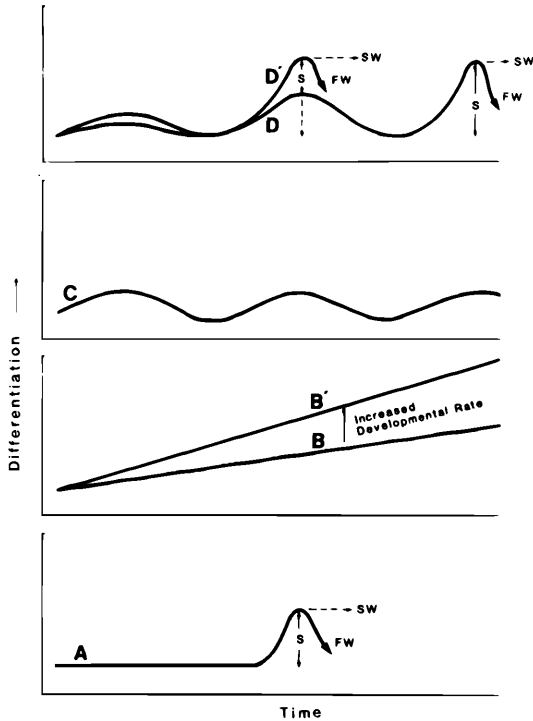 D´
SW
S
FW
D
SW
S
FW
C
B´
Increased
Developmental Rate
B
A
SW
S
FW
Differentiation
Time